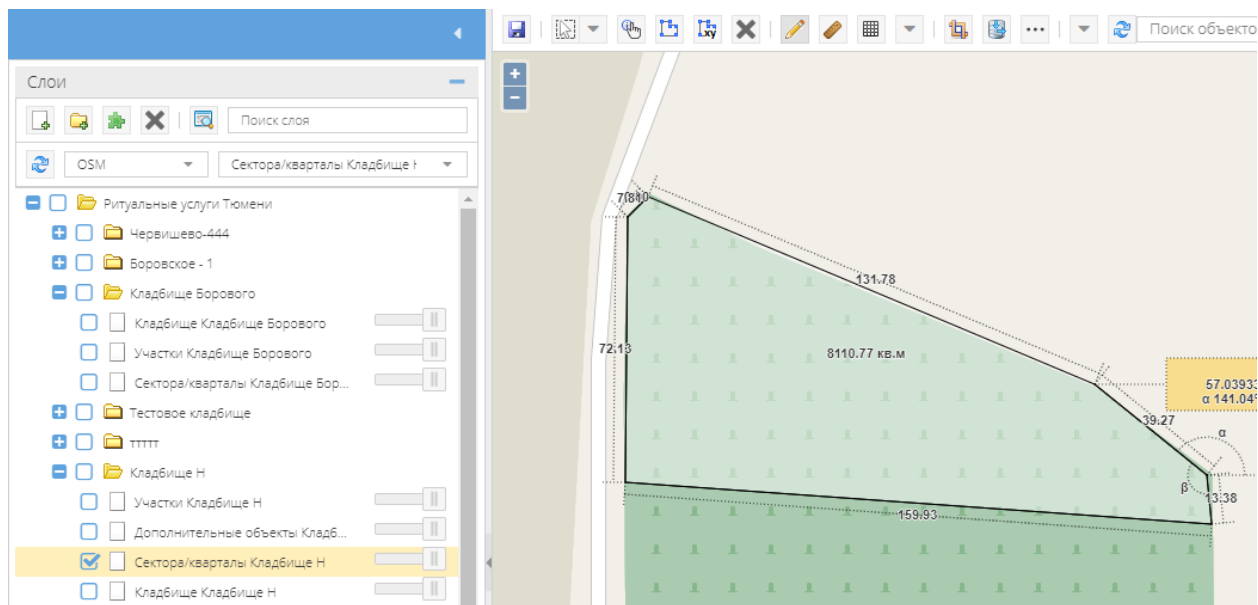 Поиск объекто
Слои
Поиск слоя
OSM
Сектора/кварталы Кладбище Н
Ритуальные услуги Тюмени
Червишево-444
Боровское - 1
Кладбище Борового
Кладбище Кладбище Борового
Участки Кладбище Борового
Сектора/кварталы Кладбище Бор...
Тестовое кладбище
ттттт
Кладбище Н
Участки Кладбище Н
Дополнительные объекты Кладб...
Сектора/кварталы Кладбище Н
Кладбище Кладбище Н
xy
131.78
72.13
8110.77 кв.м
57.03933
α 141.04°
39.27
α
β
13.38
159.93